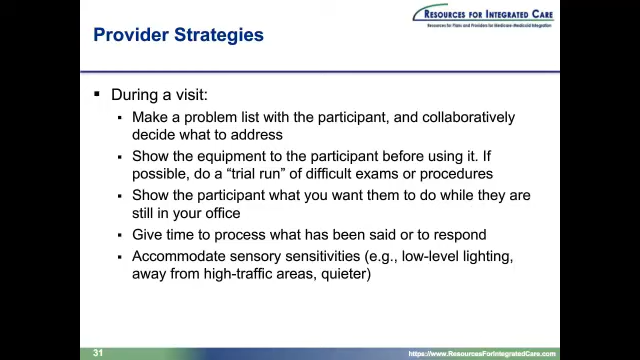 RESOURCES FOR INTEGRATED CARE
Resources for Plans and Providers for Medicare-Medicaid Integration
Provider Strategies
▪ During a visit:
▪ Make a problem list with the participant, and collaboratively
decide what to address
▪ Show the equipment to the participant before using it. If
possible, do a “trial run” of difficult exams or procedures
▪ Show the participant what you want them to do while they are
still in your office
▪ Give time to process what has been said or to respond
▪ Accommodate sensory sensitivities (e.g., low-level lighting,
away from high-traffic areas, quieter)
31
https://www.ResourcesForIntegratedCare.com